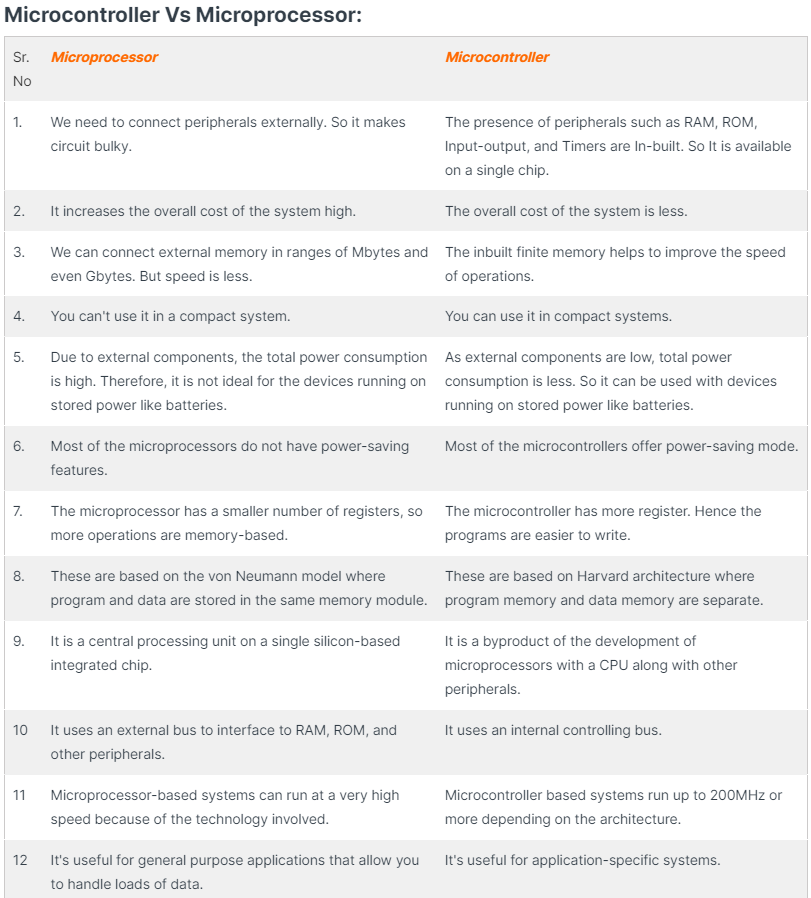 Microcontroller Vs Microprocessor:
Sr.
No
Microprocessor
Microcontroller
1.
We need to connect peripherals externally. So it makes
circuit bulky.
The presence of peripherals such as RAM, ROM,
Input-output, and Timers are In-built. So It is available
on a single chip.
2.
It increases the overall cost of the system high.
The overall cost of the system is less.
3.
We can connect external memory in ranges of Mbytes and
even Gbytes. But speed is less.
The inbuilt finite memory helps to improve the speed
of operations.
4.
You can't use it in a compact system.
You can use it in compact systems.
5.
Due to external components, the total power consumption
is high. Therefore, it is not ideal for the devices running on
stored power like batteries.
As external components are low, total power
consumption is less. So it can be used with devices
running on stored power like batteries.
6.
Most of the microprocessors do not have power-saving
features.
Most of the microcontrollers offer power-saving mode.
7.
The microprocessor has a smaller number of registers, so
more operations are memory-based.
The microcontroller has more register. Hence the
programs are easier to write.
8.
These are based on the von Neumann model where
program and data are stored in the same memory module.
These are based on Harvard architecture where
program memory and data memory are separate.
9.
It is a central processing unit on a single silicon-based
integrated chip.
It is a byproduct of the development of
microprocessors with a CPU along with other
peripherals.
10
It uses an external bus to interface to RAM, ROM, and
other peripherals.
It uses an internal controlling bus.
11
Microprocessor-based systems can run at a very high
speed because of the technology involved.
Microcontroller based systems run up to 200MHz or
more depending on the architecture.
12
It's useful for general purpose applications that allow you
to handle loads of data.
It's useful for application-specific systems.